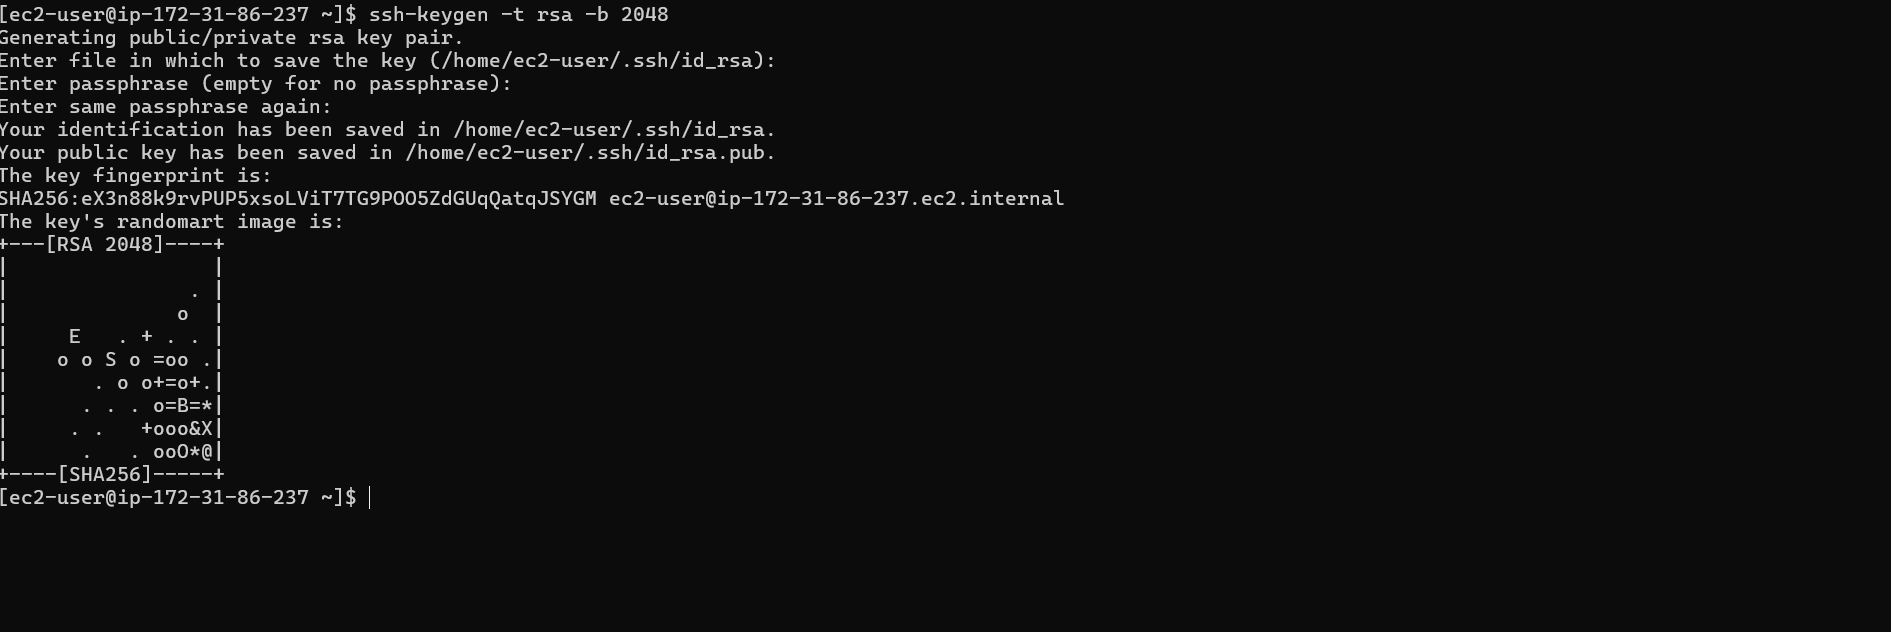 [ec2-user@ip-172-31-86-237 ~]$ ssh-keygen -t rsa -b 2048
Generating public/private rsa key pair.
Enter file in which to save the key (/home/ec2-user/.ssh/id_rsa):
Enter passphrase (empty for no passphrase):
Enter same passphrase again:
Your identification has been saved in /home/ec2-user/.ssh/id_rsa.
Your public key has been saved in /home/ec2-user/.ssh/id_rsa.pub.
The key fingerprint is:
SHA256:eX3n88k9rvPUP5xsoLViT7TG9POO5ZdGUqQatqJSYGM ec2-user@ip-172-31-86-237.ec2.internal
The key's randomart image is:
+---[RSA 2048]----+
|                 |
|               . |
|              o  |
|     E   . + . . |
|    o o S o =oo .|
|       . o o+=o+.|
|      . . . o=B=*|
|     . .   +ooo&X|
|      .   . ooO*@|
+----[SHA256]-----+
[ec2-user@ip-172-31-86-237 ~]$